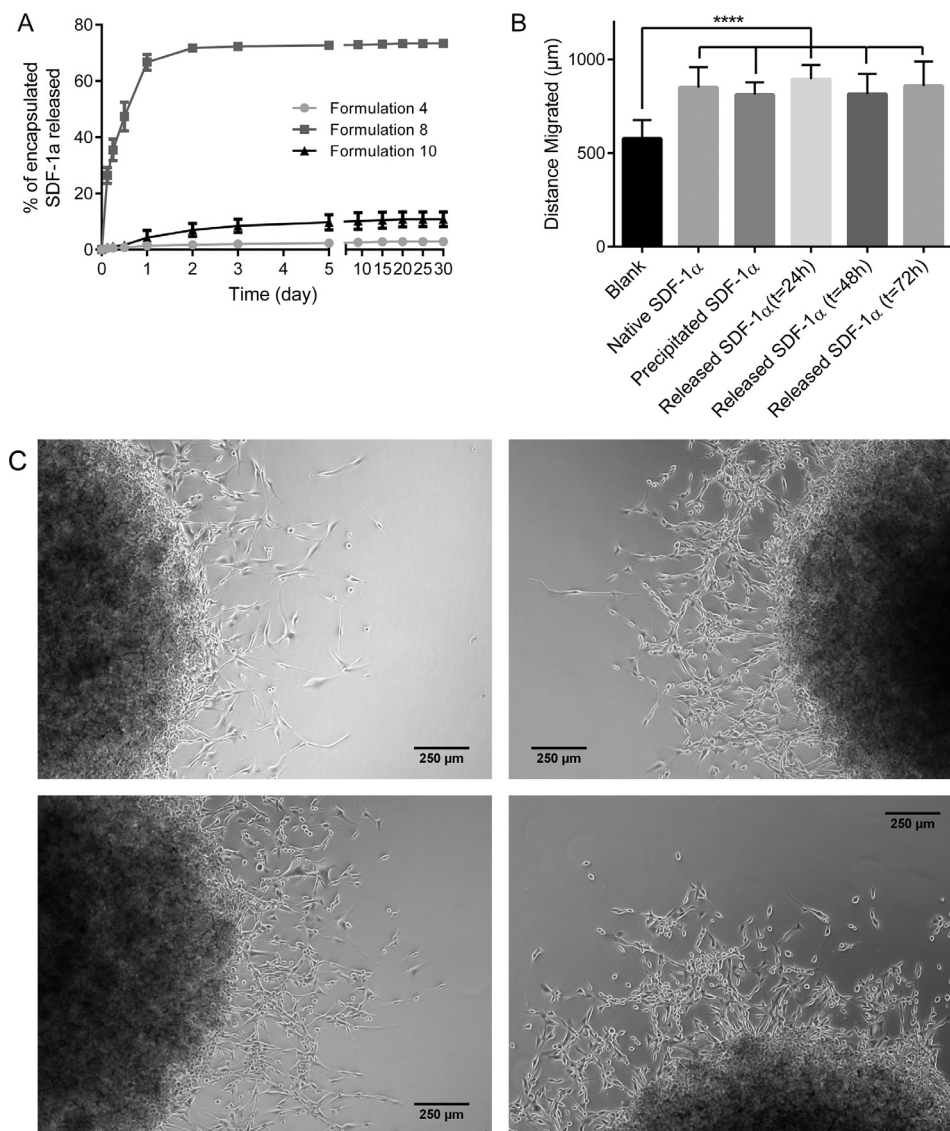 A
% of encapsulated
SDF-1a released
80
60
40
20
0
0 1 2 3 4 5 10 15 20 25 30
Time (day)
Formulation 4
Formulation 8
Formulation 10
B
****
Distance Migrated (µm)
1000
500
0
Blank
Native SDF-1α
Precipitated SDF-1α
Released SDF-1α(t=24h)
Released SDF-1α (t=48h)
Released SDF-1α (t=72h)
C
250 µm
250 µm
250 µm
250 µm